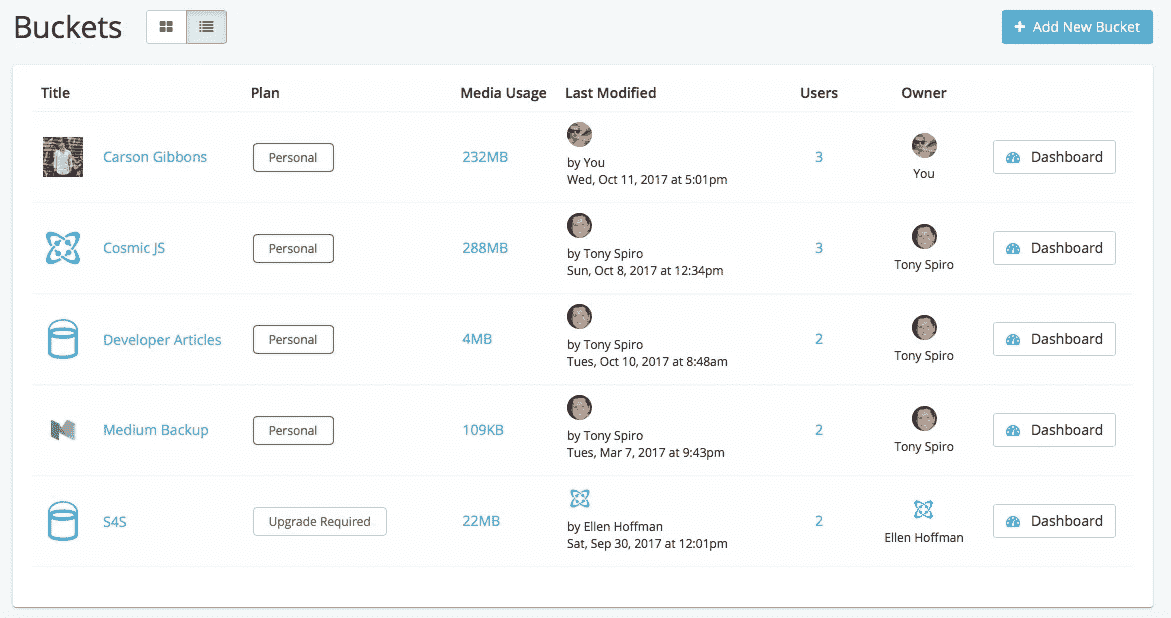 Buckets
Add New Bucket
Title Plan Media Usage Last Modified Users Owner
Carson Gibbons Personal 232MB by You 3 You Dashboard
Wed, Oct 11, 2017 at 5:01pm
Cosmic JS Personal 288MB by Tony Spiro 3 Tony Spiro Dashboard
Sun, Oct 8, 2017 at 12:34pm
Developer Articles Personal 4MB by Tony Spiro 2 Tony Spiro Dashboard
Tues, Oct 10, 2017 at 8:48am
Medium Backup Personal 109KB by Tony Spiro 2 Tony Spiro Dashboard
Tues, Mar 7, 2017 at 9:43pm
S4S Upgrade Required 22MB by Ellen Hoffman 2 Ellen Hoffman Dashboard
Sat, Sep 30, 2017 at 12:01pm